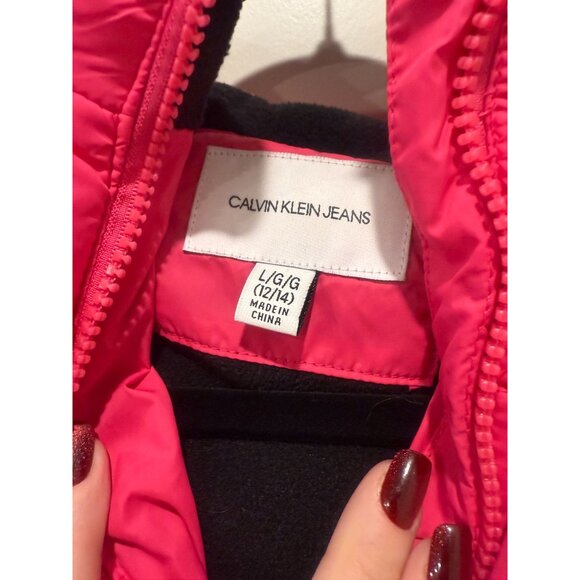 CALVIN KLEIN JEANS
L/G/G
(12/14)
MADE IN
CHINA